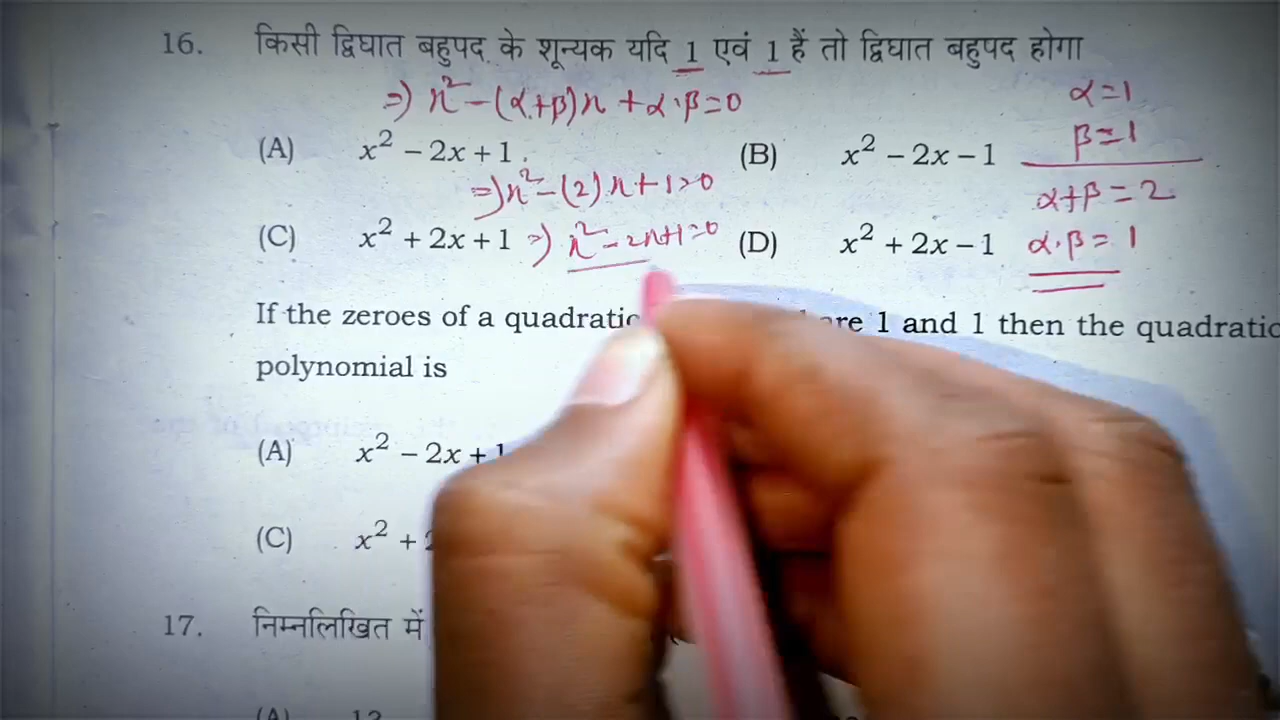 16. किसी द्विघात बहुपद के शून्यक यदि 1 एवं 1 हैं तो द्विघात बहुपद होगा
⇒ x² - (α+β)x + α·β = 0
α = 1
β = 1
(A) x² – 2x + 1 (B) x² – 2x – 1
⇒ x² - (2)x + 1 = 0
α+β = 2
(C) x² + 2x + 1 ⇒ x² - 2x+1=0 (D) x² + 2x – 1 α·β = 1
If the zeroes of a are 1 and 1 then the quadratic
polynomial is
(A) x² – 2x +
(C) x² +
17. निम्नलिखित में
(A) 12